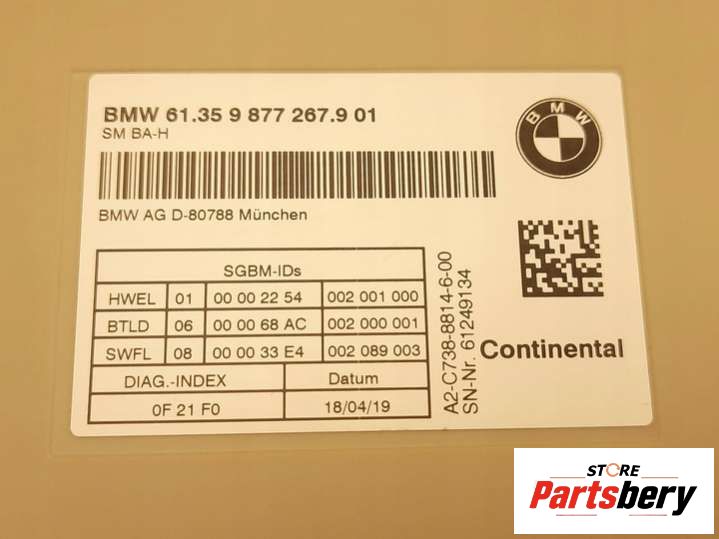 BMW 61.35 9 877 267.9 01
SM BA-H
BMW
BMW AG D-80788 München
SGBM-IDs
HWEL 01 00 00 22 54 002 001 000
BTLD 06 00 00 68 AC 002 000 001
SWFL 08 00 00 33 E4 002 089 003
DIAG.-INDEX Datum
0F 21 F0 18/04/19
A2-C738-8814-6-00
SN-Nr. 61249134
Continental
STORE
Partsbery